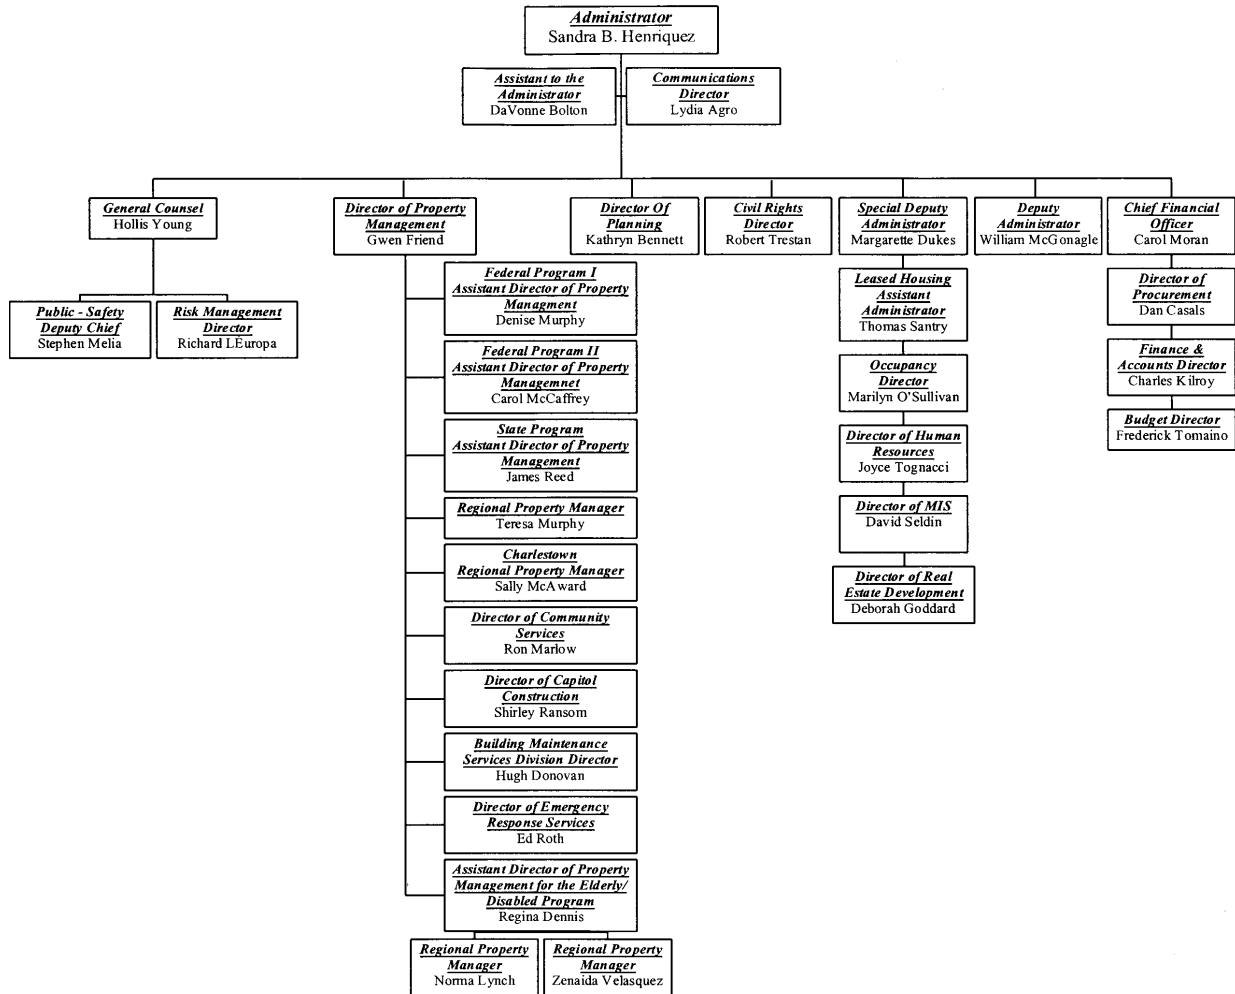 Administrator
Sandra B. Henriquez
Assistant to the
Administrator
DaVonne Bolton
Communications
Director
Lydia Agro
General Counsel
Hollis Young
Public - Safety
Deputy Chief
Stephen Melia
Risk Management
Director
Richard LÉuropa
Director of Property
Management
Gwen Friend
Federal Program I
Assistant Director of Property
Managment
Denise Murphy
Federal Program II
Assistant Director of Property
Managemnet
Carol McCaffrey
State Program
Assistant Director of Property
Management
James Reed
Regional Property Manager
Teresa Murphy
Charlestown
Regional Property Manager
Sally McAward
Director of Community
Services
Ron Marlow
Director of Capitol
Construction
Shirley Ransom
Building Maintenance
Services Division Director
Hugh Donovan
Director of Emergency
Response Services
Ed Roth
Assistant Director of Property
Management for the Elderly/
Disabled Program
Regina Dennis
Regional Property
Manager
Norma Lynch
Regional Property
Manager
Zenaida Velasquez
Director Of
Planning
Kathryn Bennett
Civil Rights
Director
Robert Trestan
Special Deputy
Administrator
Margarette Dukes
Leased Housing
Assistant
Administrator
Thomas Santry
Occupancy
Director
Marilyn O'Sullivan
Director of Human
Resources
Joyce Tognacci
Director of MIS
David Seldin
Director of Real
Estate Development
Deborah Goddard
Deputy
Administrator
William McGonagle
Chief Financial
Officer
Carol Moran
Director of
Procurement
Dan Casals
Finance &
Accounts Director
Charles Kilroy
Budget Director
Frederick Tomaino